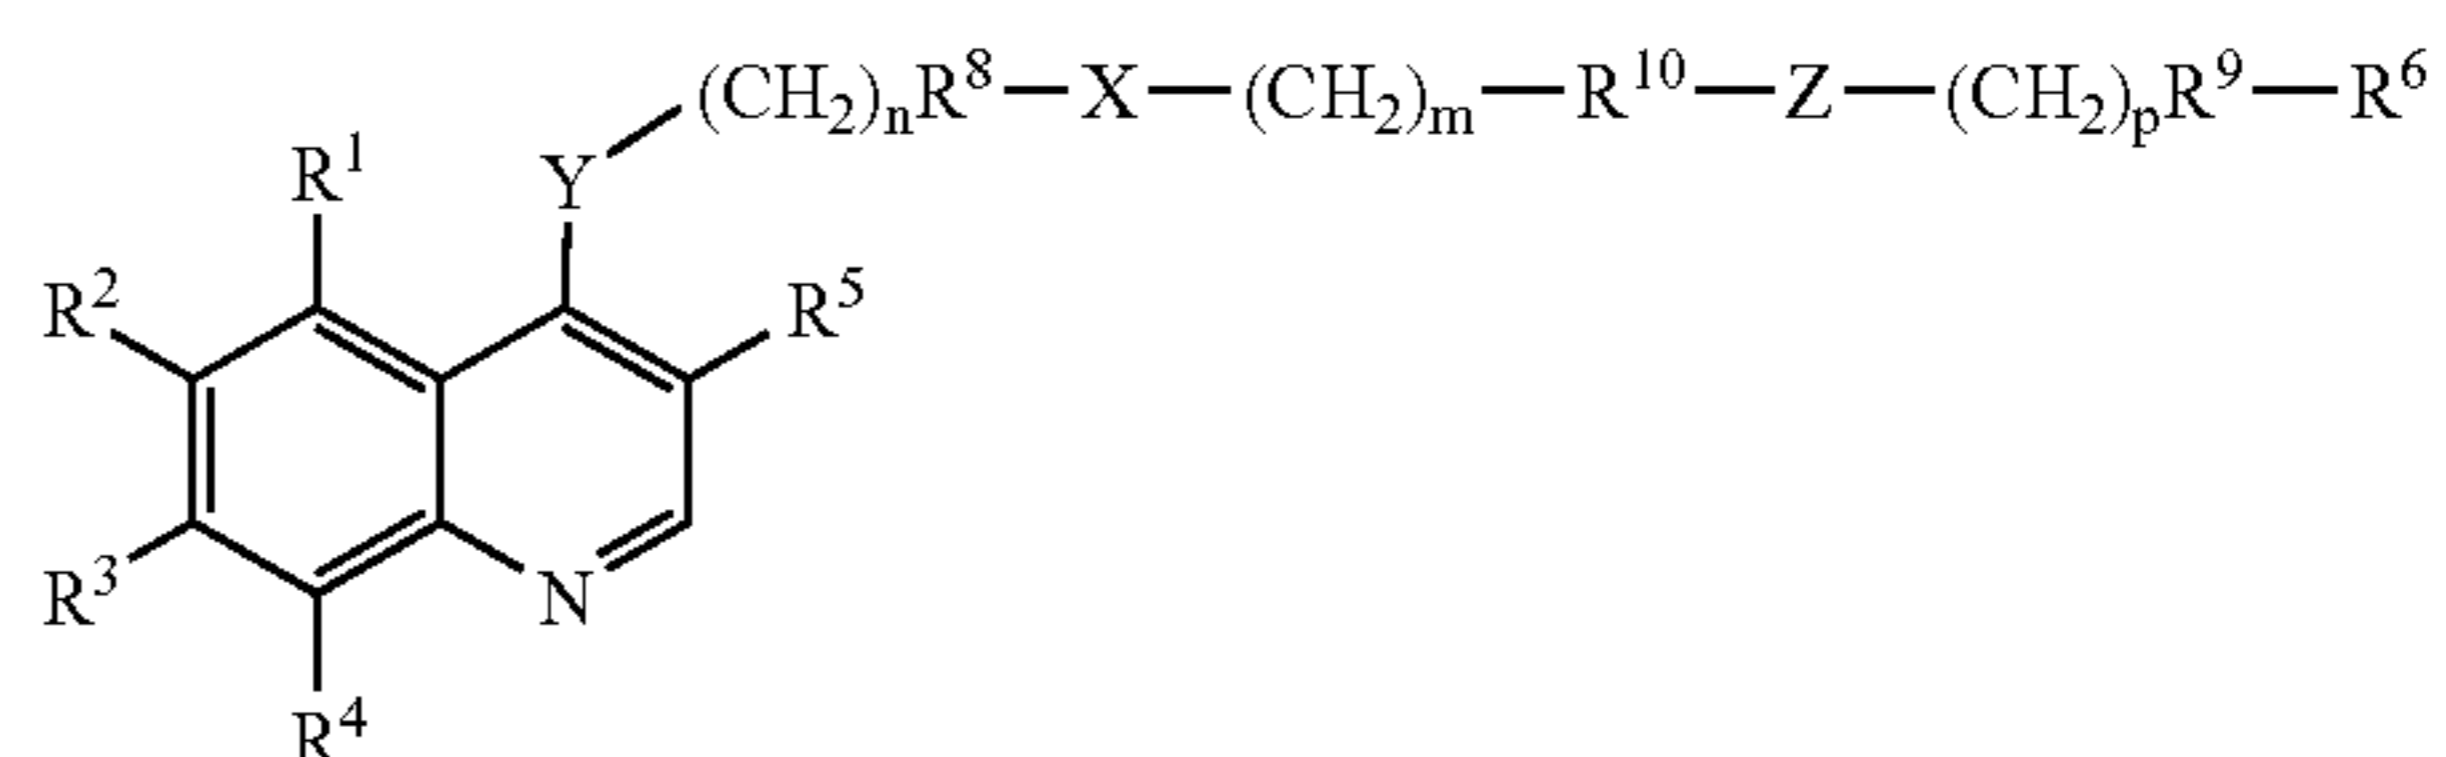 (CH₂)ₙR⁸—X—(CH₂)ₘ—R¹⁰—Z—(CH₂)ₚR⁹—R⁶
R¹ Y
R² R⁵
R³ N
R⁴